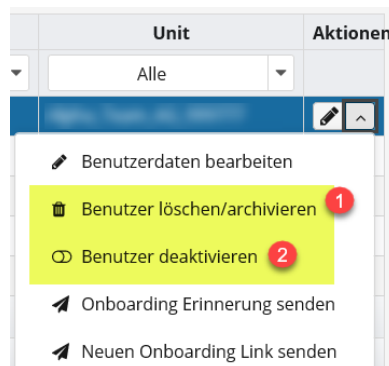 Unit Aktionen
Alle
Benutzerdaten bearbeiten
Benutzer löschen/archivieren 1
Benutzer deaktivieren 2
Onboarding Erinnerung senden
Neuen Onboarding Link senden